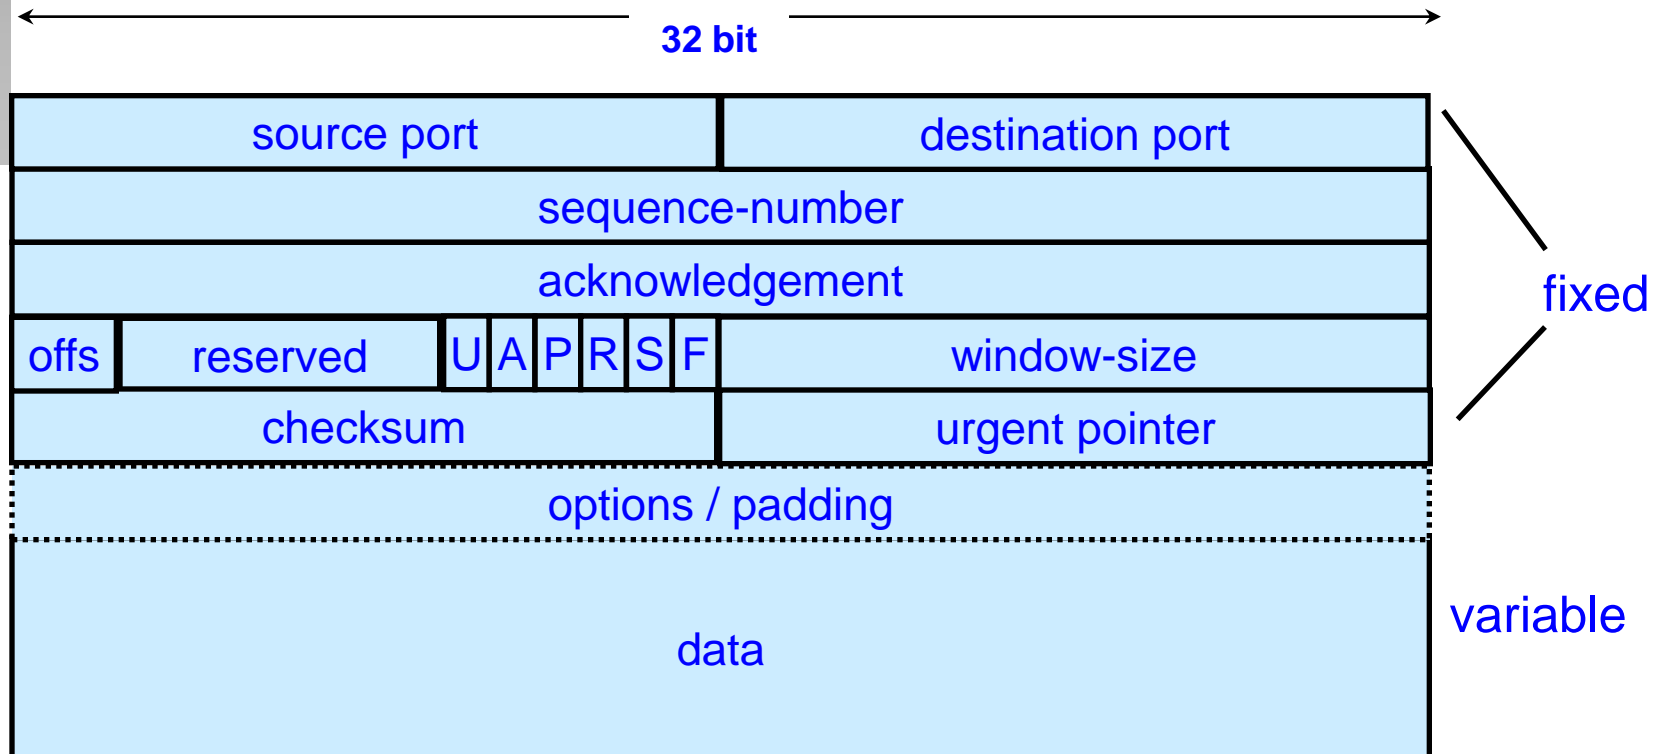 32 bit
source port destination port
sequence-number
acknowledgement
fixed
offs reserved U A P R S F window-size
checksum urgent pointer
options / padding
variable
data